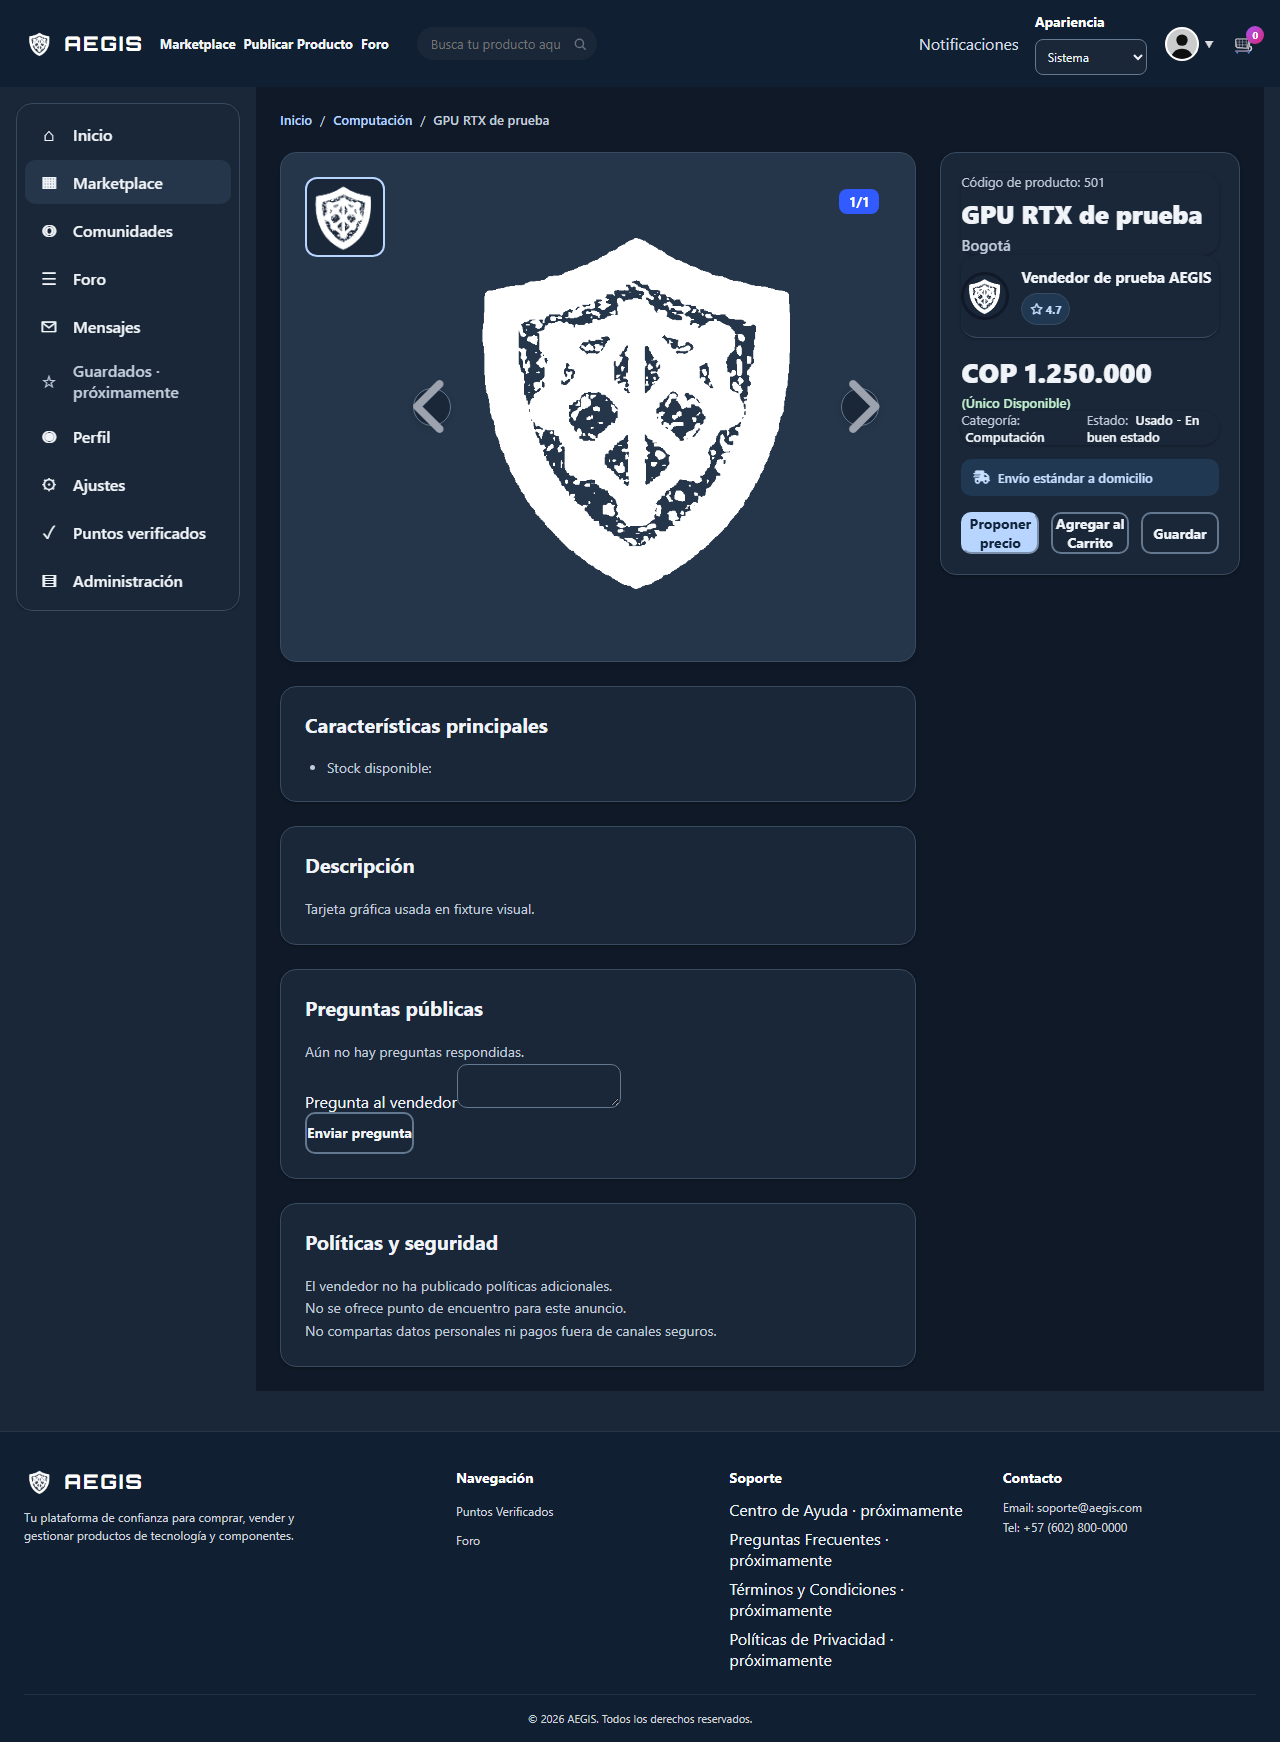 AEGIS
Marketplace Publicar Producto Foro
Busca tu producto aqu
Notificaciones
Apariencia
Sistema
0
Inicio
Marketplace
Comunidades
Foro
Mensajes
Guardados ·
próximamente
Perfil
Ajustes
Puntos verificados
Administración
Inicio / Computación / GPU RTX de prueba
1/1
Código de producto: 501
GPU RTX de prueba
Bogotá
Vendedor de prueba AEGIS
4.7
COP 1.250.000
(Único Disponible)
Categoría:
Computación
Estado: Usado - En
buen estado
Envío estándar a domicilio
Proponer
precio
Agregar al
Carrito
Guardar
Características principales
Stock disponible:
Descripción
Tarjeta gráfica usada en fixture visual.
Preguntas públicas
Aún no hay preguntas respondidas.
Pregunta al vendedor
Enviar pregunta
Políticas y seguridad
El vendedor no ha publicado políticas adicionales.
No se ofrece punto de encuentro para este anuncio.
No compartas datos personales ni pagos fuera de canales seguros.
AEGIS
Tu plataforma de confianza para comprar, vender y
gestionar productos de tecnología y componentes.
Navegación
Puntos Verificados
Foro
Soporte
Centro de Ayuda · próximamente
Preguntas Frecuentes ·
próximamente
Términos y Condiciones ·
próximamente
Políticas de Privacidad ·
próximamente
Contacto
Email: soporte@aegis.com
Tel: +57 (602) 800-0000
© 2026 AEGIS. Todos los derechos reservados.